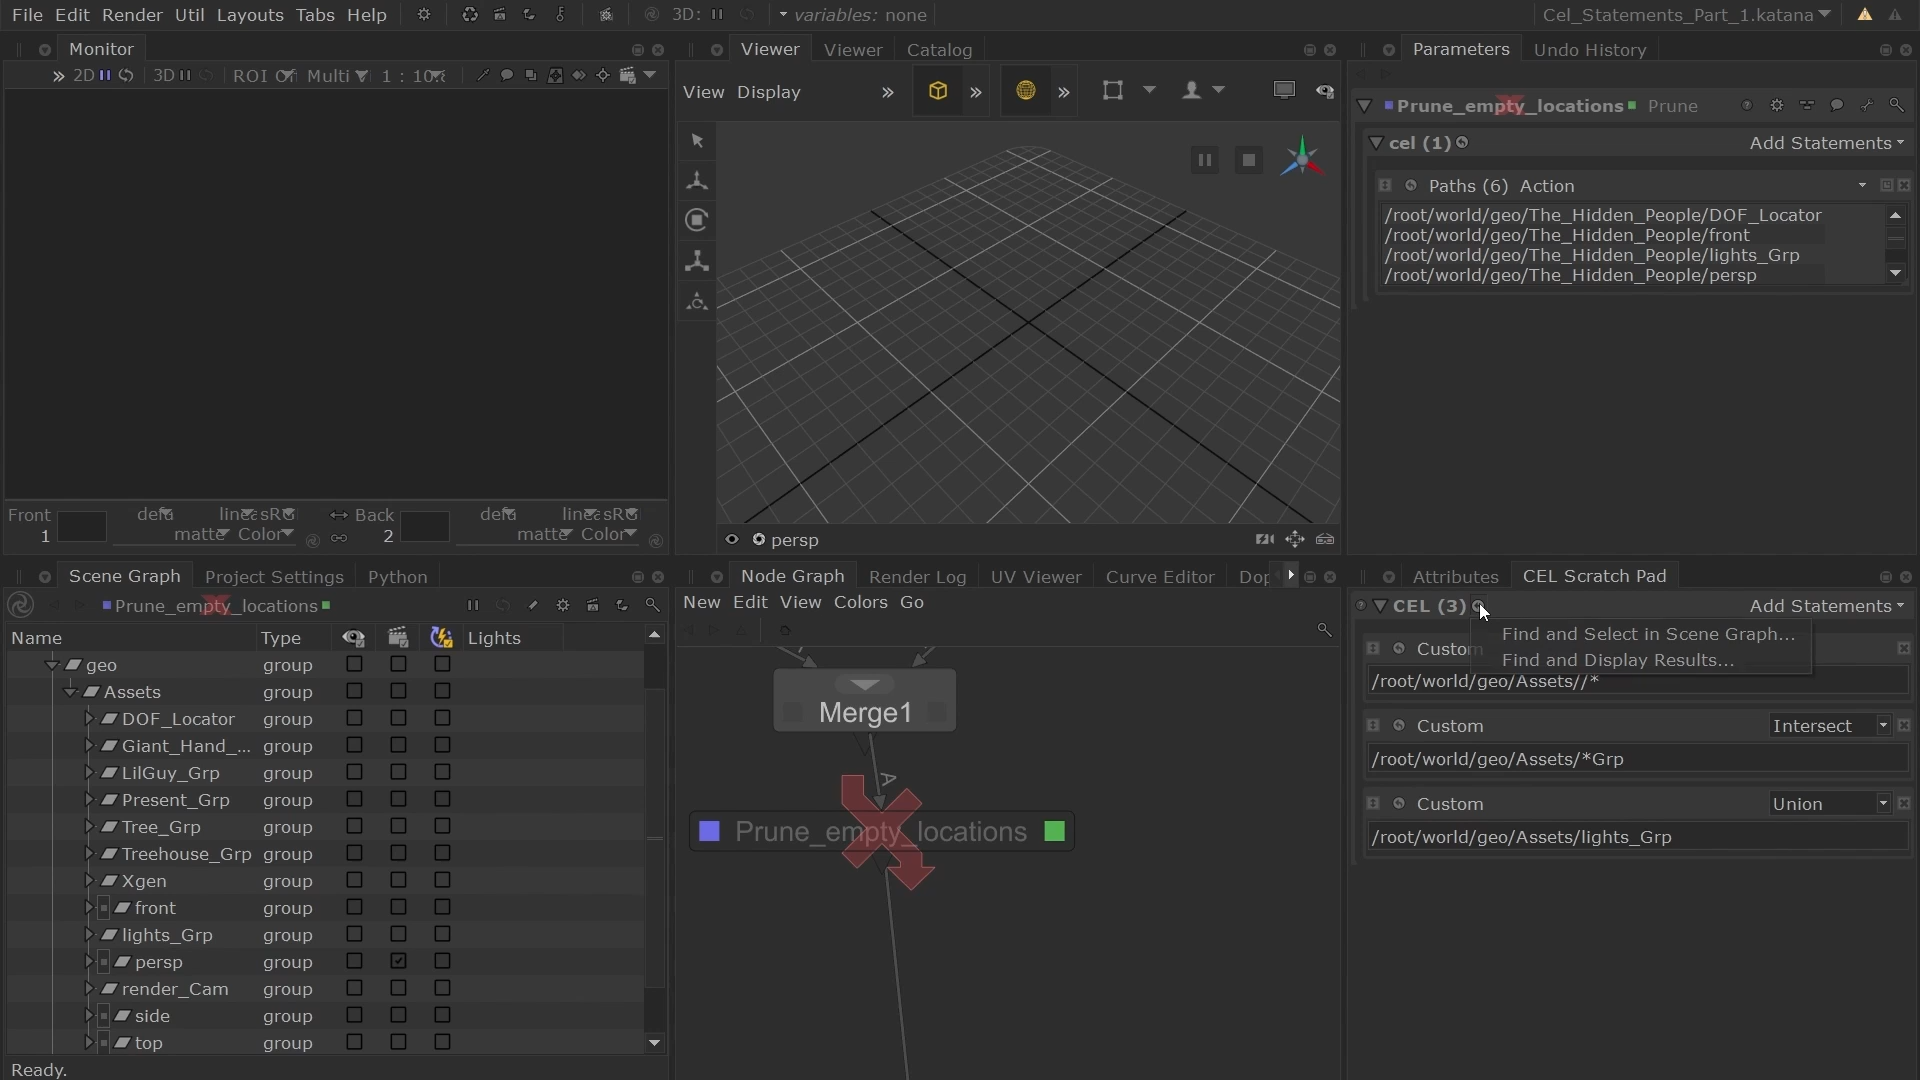 File Edit Render Util Layouts Tabs Help 3D: variables: none Cel_Statements_Part_1.katana
Monitor
2D 3D ROI Multi
Front defa linea sRG Back defa linea sRG
1 matte Color 2 matte Color
Viewer Viewer Catalog
View Display
persp
Parameters Undo History
Prune_empty_locations Prune
cel (1) Add Statements
Paths (6) Action
/root/world/geo/The_Hidden_People/DOF_Locator
/root/world/geo/The_Hidden_People/front
/root/world/geo/The_Hidden_People/lights_Grp
/root/world/geo/The_Hidden_People/persp
Scene Graph Project Settings Python
Prune_empty_locations
Name Type Lights
geo group
Assets group
DOF_Locator group
Giant_Hand_... group
LilGuy_Grp group
Present_Grp group
Tree_Grp group
Treehouse_Grp group
Xgen group
front group
lights_Grp group
persp group
render_Cam group
side group
top group
Ready.
Node Graph Render Log UV Viewer Curve Editor Dop
New Edit View Colors Go
Merge1
A
Prune_empty_locations
Attributes CEL Scratch Pad
CEL (3) Add Statements
Find and Select in Scene Graph...
Custom
Find and Display Results...
/root/world/geo/Assets//*
Custom Intersect
/root/world/geo/Assets/*Grp
Custom Union
/root/world/geo/Assets/lights_Grp